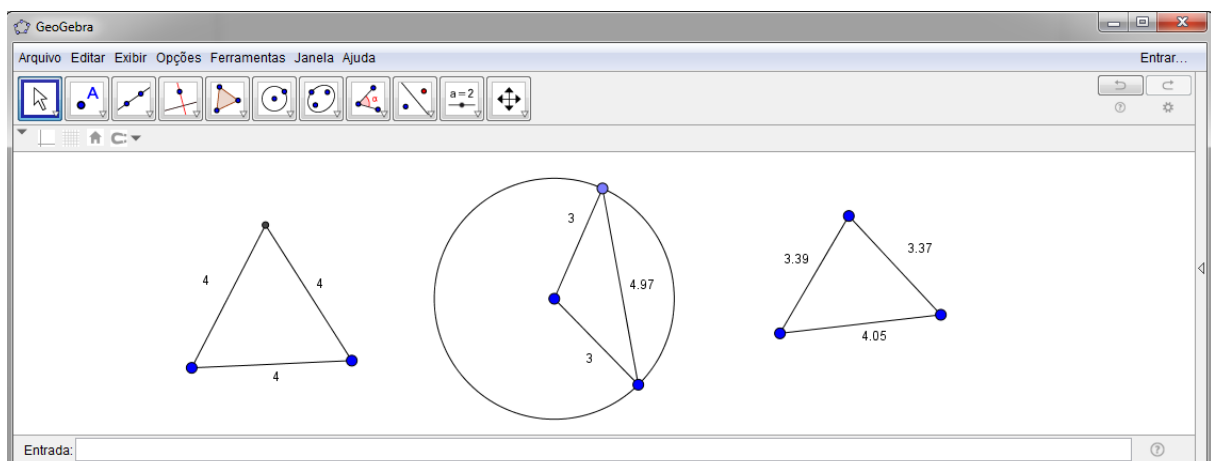 GeoGebra
Arquivo Editar Exibir Opções Ferramentas Janela Ajuda Entrar...
A α a=2
3
3.37
3.39
4 4 4.97
4.05
3
4
Entrada: